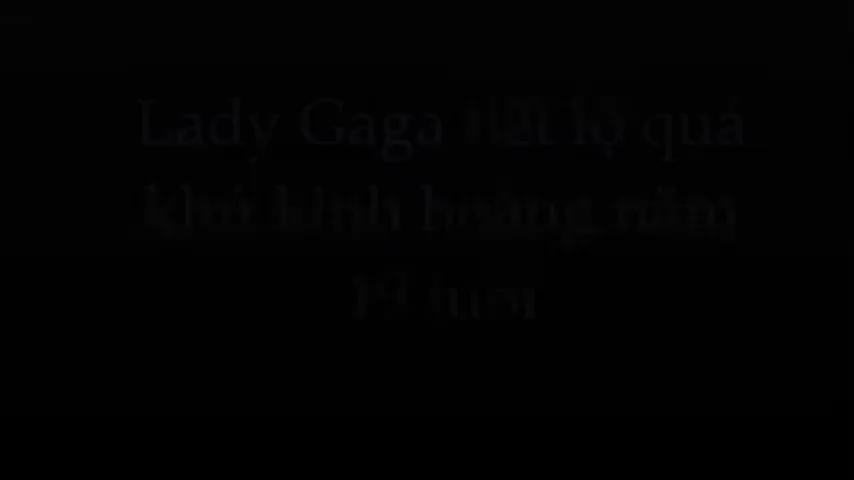 Lady Gaga tiết lộ quá
khứ kinh hoàng năm
19 tuổi